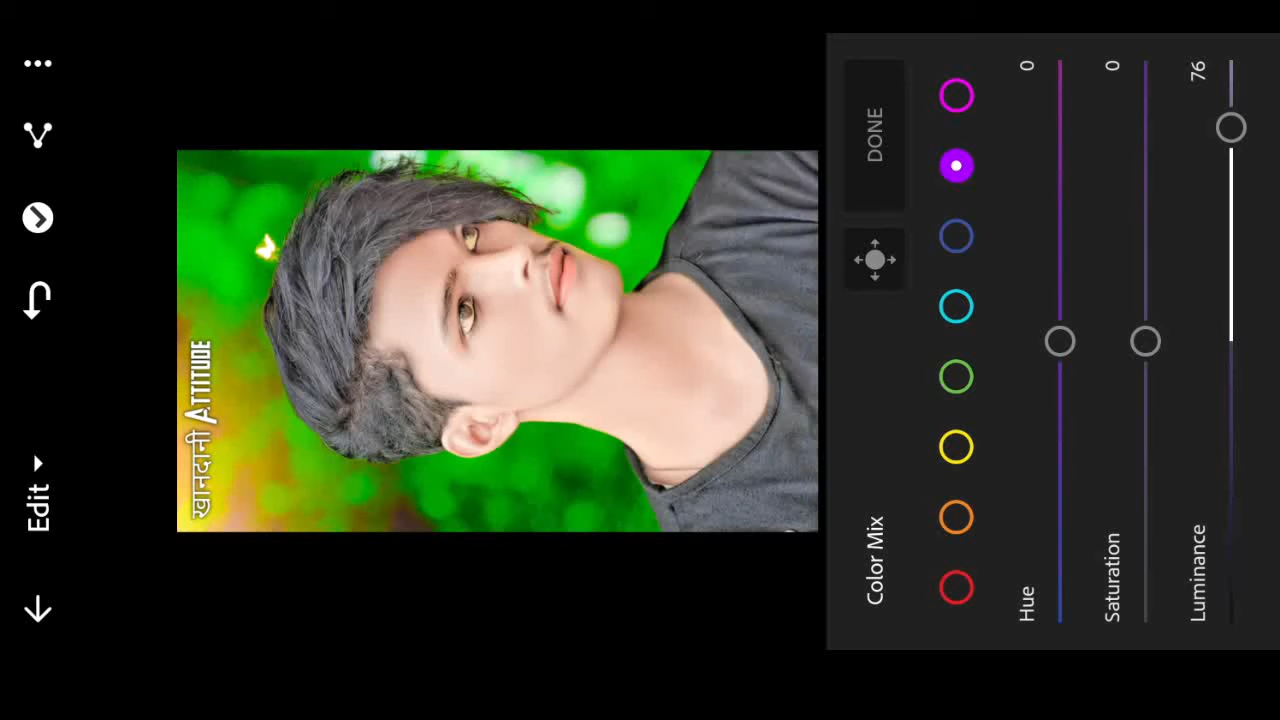 Edit
खानदानी ATTITUDE
Color Mix
DONE
Hue
0
Saturation
0
Luminance
76